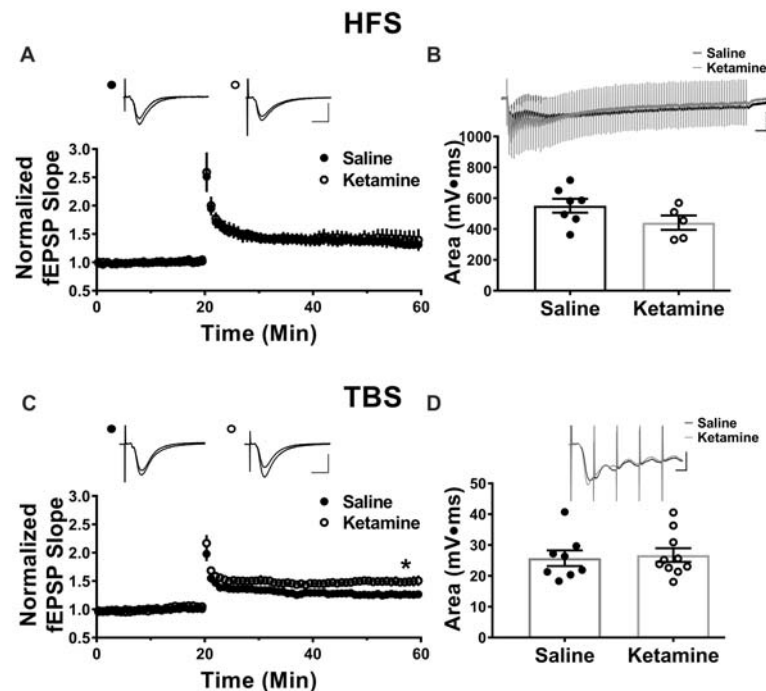 HFS
A
B
Saline
Ketamine
Normalized
fEPSP Slope
3.0
2.5
2.0
1.5
1.0
0.5
Saline
Ketamine
0
20
40
60
Time (Min)
Area (mV•ms)
1000
800
600
400
200
0
Saline
Ketamine
TBS
C
D
Saline
Ketamine
Normalized
fEPSP Slope
3.0
2.5
2.0
1.5
1.0
0.5
Saline
Ketamine
*
0
20
40
60
Time (Min)
Area (mV•ms)
50
40
30
20
10
0
Saline
Ketamine